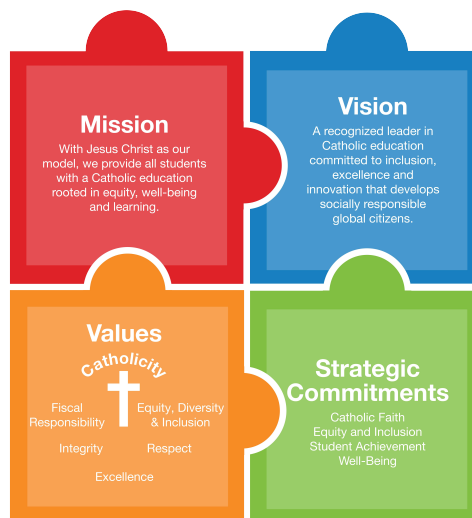 Mission
With Jesus Christ as our
model, we provide all students
with a Catholic education
rooted in equity, well-being
and learning.
Vision
A recognized leader in
Catholic education
committed to inclusion,
excellence and
innovation that develops
socially responsible
global citizens.
Values
Catholicity
Fiscal
Responsibility
Equity, Diversity
& Inclusion
Integrity
Respect
Excellence
Strategic
Commitments
Catholic Faith
Equity and Inclusion
Student Achievement
Well-Being